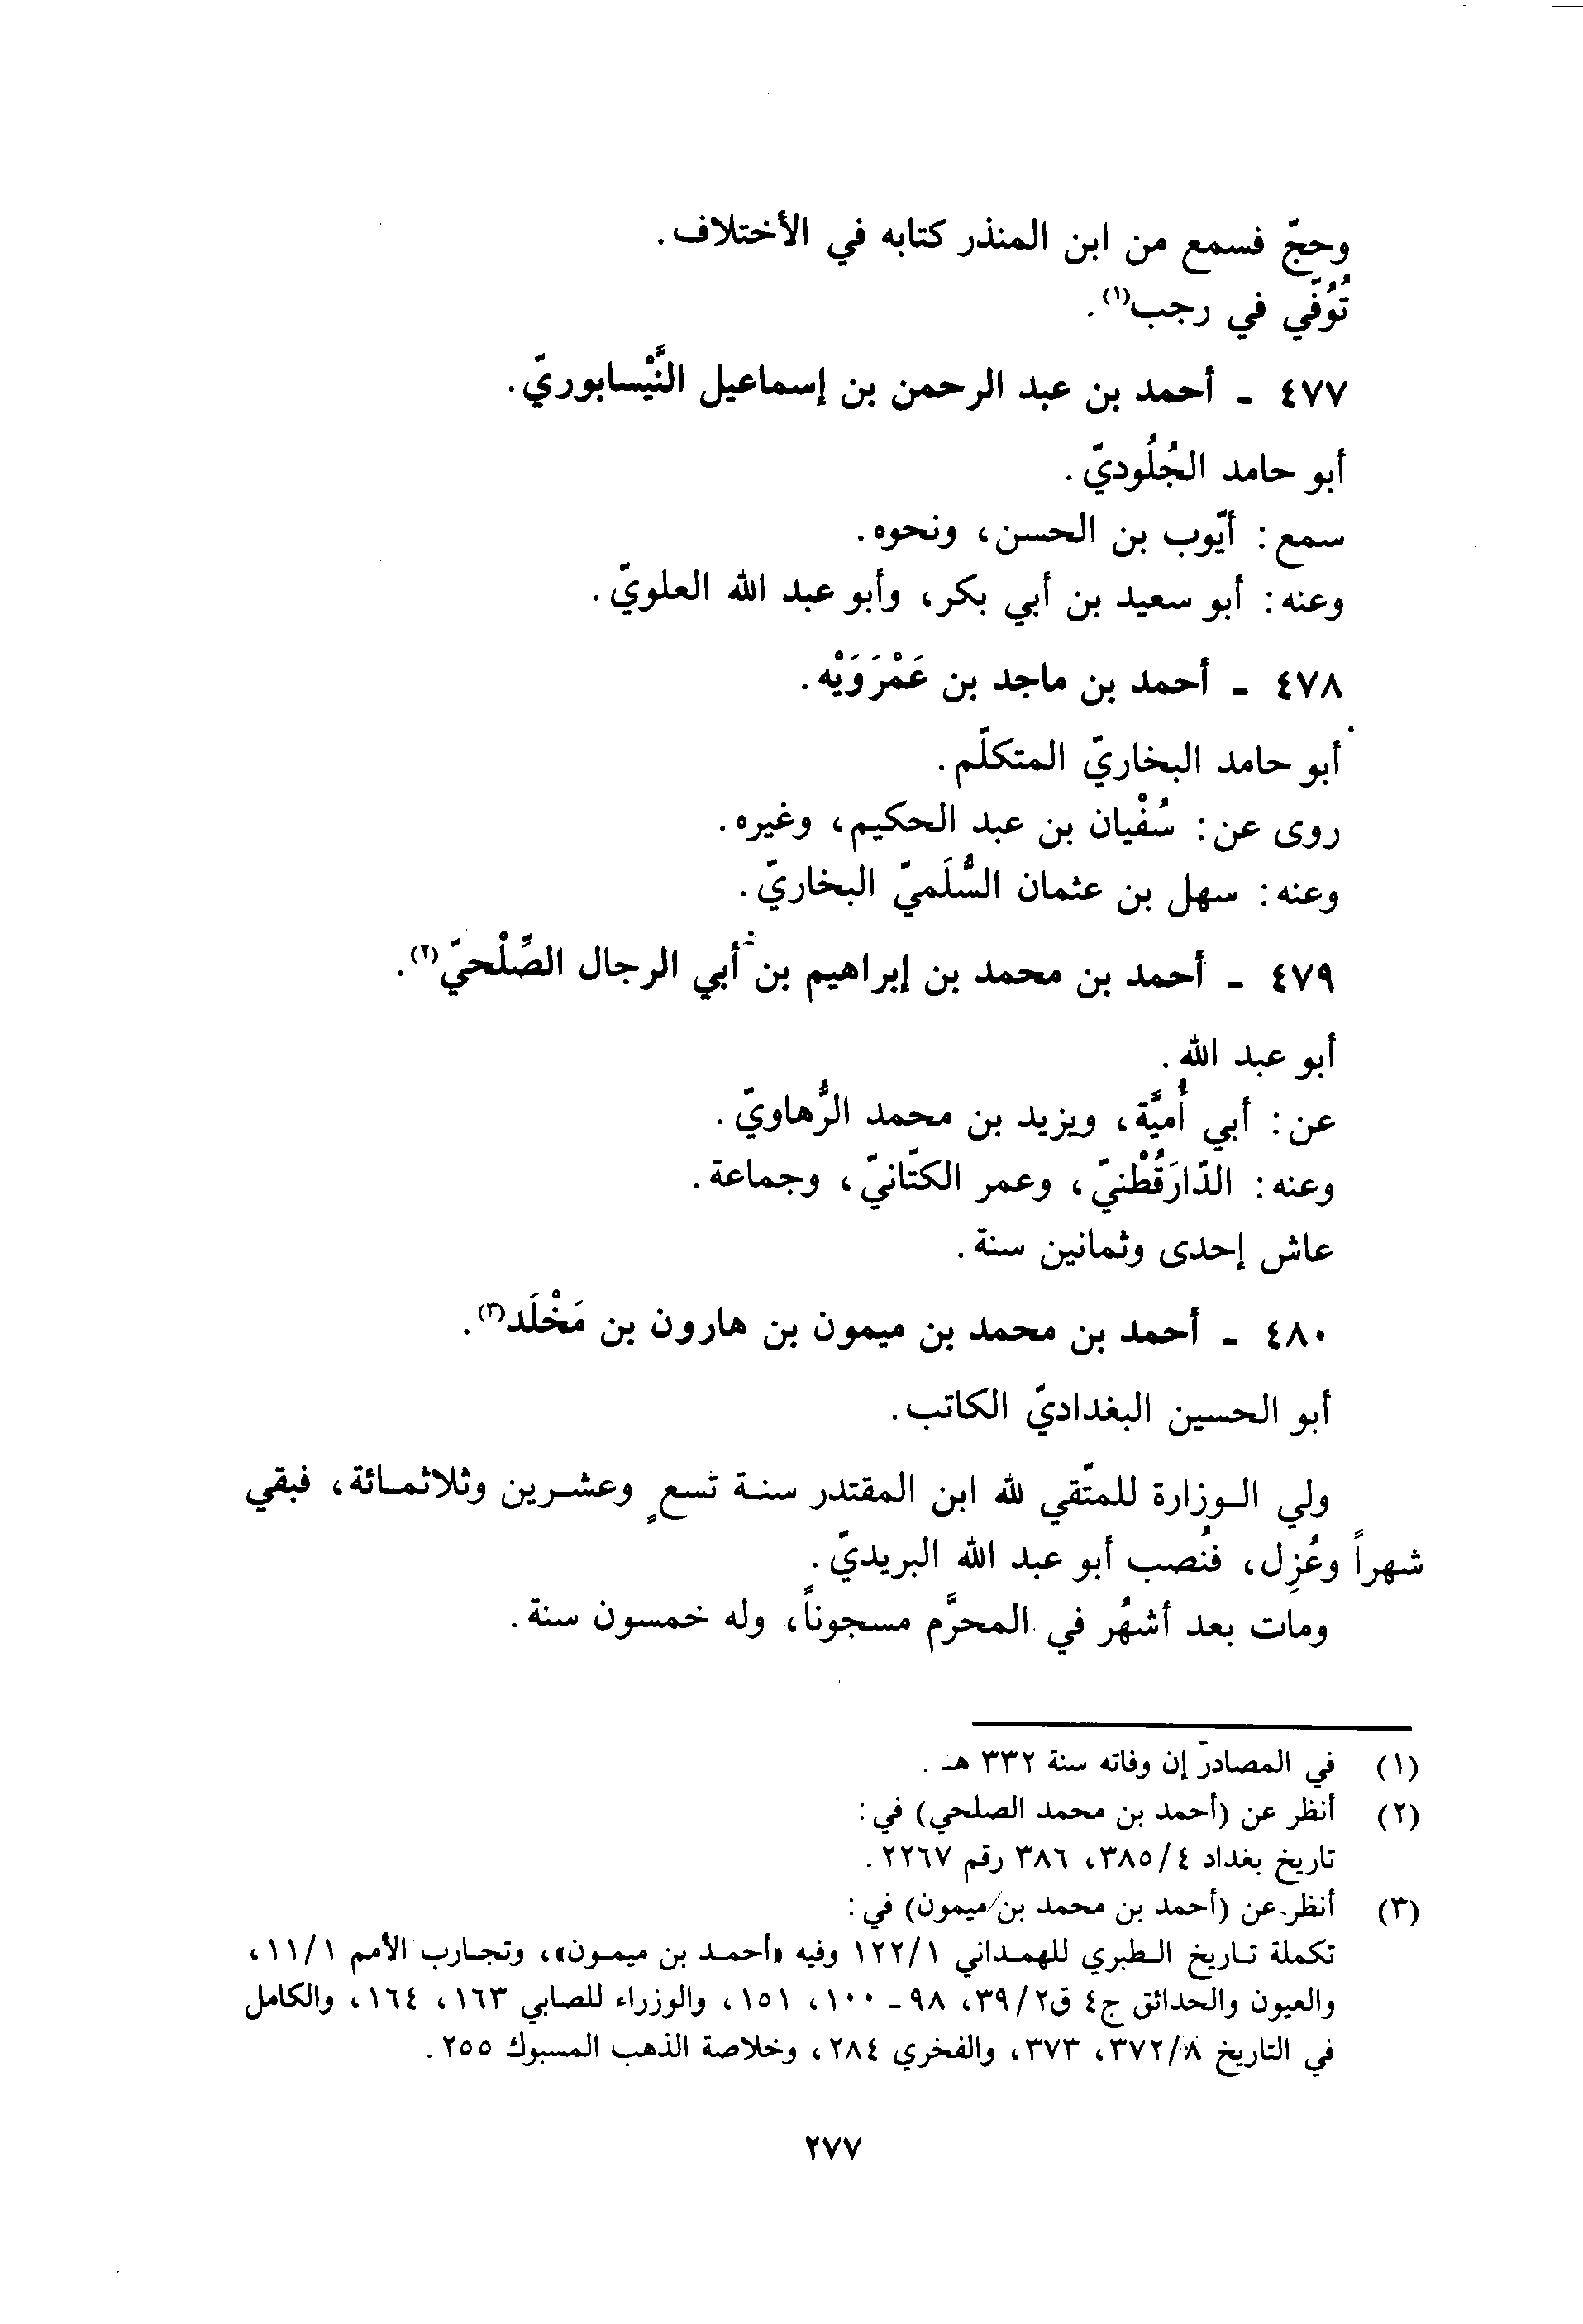 وحجّ فسمع من ابن المنذر كتابه في الأختلاف.
تُوُفّي في رجب(١).
٤٧٧ - أحمد بن عبد الرحمن بن إسماعيل النَّيْسابوريّ.
أبو حامد الجُلُوديّ.
سمع: أيّوب بن الحسن، ونحوه.
وعنه: أبو سعيد بن أبي بكر، وأبو عبد الله العلويّ.
٤٧٨ - أحمد بن ماجد بن عَمْرَوَيْه.
أبو حامد البخاريّ المتكلّم.
روى عن: سُفْيان بن عبد الحكيم، وغيره.
وعنه: سهل بن عثمان السُّلَميّ البخاريّ.
٤٧٩ - أحمد بن محمد بن إبراهيم بن أبي الرجال الصِّلْحيّ(٢).
أبو عبد الله.
عن: أبي أُميَّة، ويزيد بن محمد الرُّهاويّ.
وعنه: الدّارَقُطْنيّ، وعمر الكتّانيّ، وجماعة.
عاش إحدى وثمانين سنة.
٤٨٠ - أحمد بن محمد بن ميمون بن هارون بن مَخْلَد(٣).
أبو الحسين البغداديّ الكاتب.
ولي الوزارة للمتّقي لله ابن المقتدر سنة تسعٍ وعشرين وثلاثمائة، فبقي
شهراً وعُزِل، فنُصب أبو عبد الله البريديّ.
ومات بعد أشهُر في المحرَّم مسجوناً، وله خمسون سنة.
(١) في المصادر إن وفاته سنة ٣٣٢ هـ.
(٢) أنظر عن (أحمد بن محمد الصلحي) في:
تاريخ بغداد ٤/٣٨٥، ٣٨٦ رقم ٢٢٦٧.
(٣) أنظر عن (أحمد بن محمد بن ميمون) في:
تكملة تاريخ الطبري للهمداني ١/١٢٢ وفيه «أحمد بن ميمون»، وتجارب الأمم ١/١١،
والعيون والحدائق ج٤ ق٢/٣٩، ٩٨ - ١٠٠، ١٥١، والوزراء للصابي ١٦٣، ١٦٤، والكامل
في التاريخ ٨/٣٧٢، ٣٧٣، والفخري ٢٨٤، وخلاصة الذهب المسبوك ٢٥٥.
٢٧٧